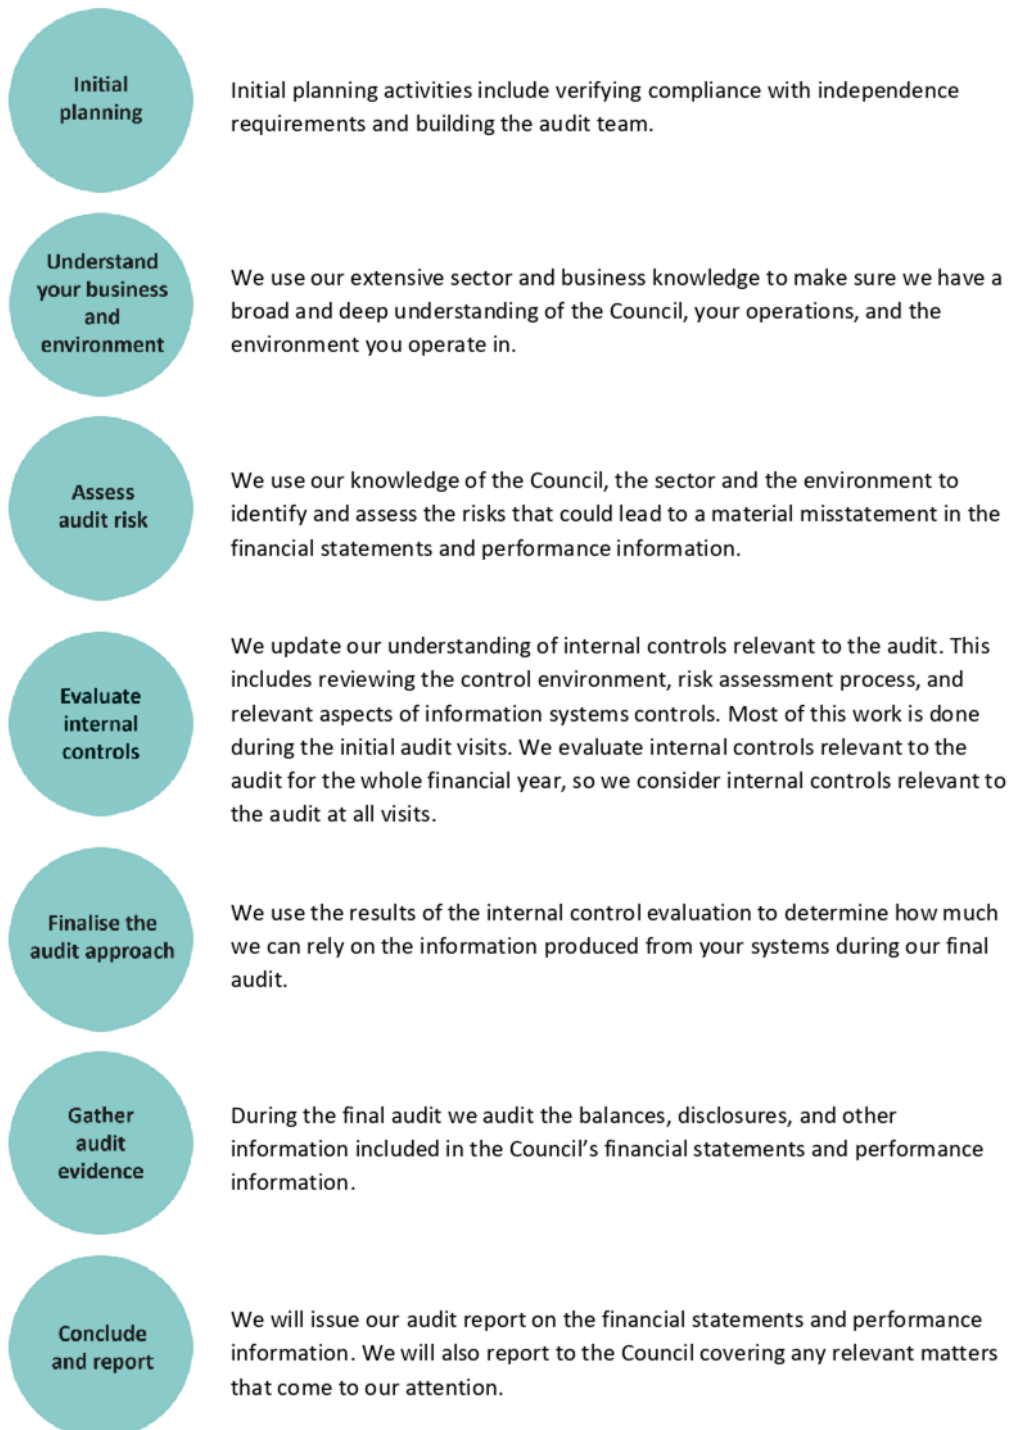 Initial
planning
Initial planning activities include verifying compliance with independence
requirements and building the audit team.
Understand
your business
and
environment
We use our extensive sector and business knowledge to make sure we have a
broad and deep understanding of the Council, your operations, and the
environment you operate in.
Assess
audit risk
We use our knowledge of the Council, the sector and the environment to
identify and assess the risks that could lead to a material misstatement in the
financial statements and performance information.
Evaluate
internal
controls
We update our understanding of internal controls relevant to the audit. This
includes reviewing the control environment, risk assessment process, and
relevant aspects of information systems controls. Most of this work is done
during the initial audit visits. We evaluate internal controls relevant to the
audit for the whole financial year, so we consider internal controls relevant to
the audit at all visits.
Finalise the
audit approach
We use the results of the internal control evaluation to determine how much
we can rely on the information produced from your systems during our final
audit.
Gather
audit
evidence
During the final audit we audit the balances, disclosures, and other
information included in the Council’s financial statements and performance
information.
Conclude
and report
We will issue our audit report on the financial statements and performance
information. We will also report to the Council covering any relevant matters
that come to our attention.